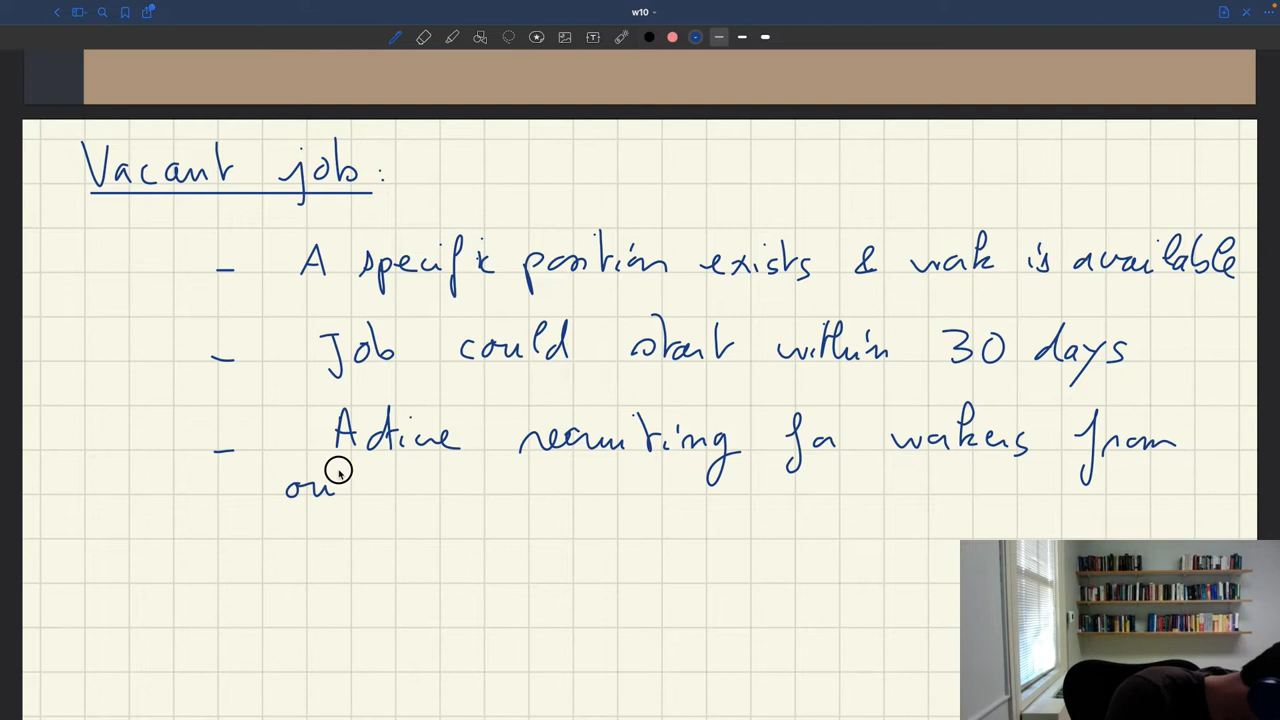 w10
Vacant job:
- A specific position exists & work is available
- Job could start within 30 days
- Active recruiting for workers from
ou